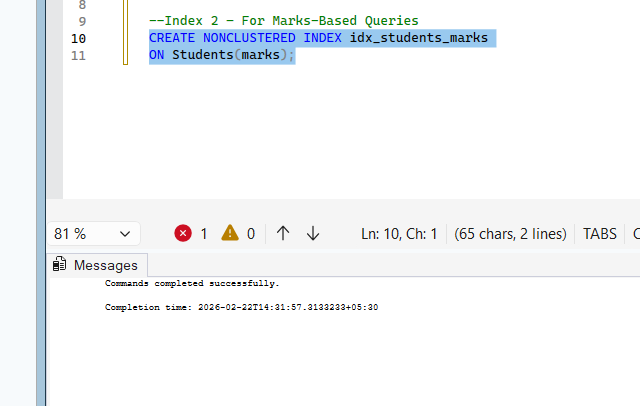 8
9 --Index 2 - For Marks-Based Queries
10 CREATE NONCLUSTERED INDEX idx_students_marks
11 ON Students(marks);
81 % 1 0 Ln: 10, Ch: 1 (65 chars, 2 lines) TABS
Messages
Commands completed successfully.
Completion time: 2026-02-22T14:31:57.3133233+05:30